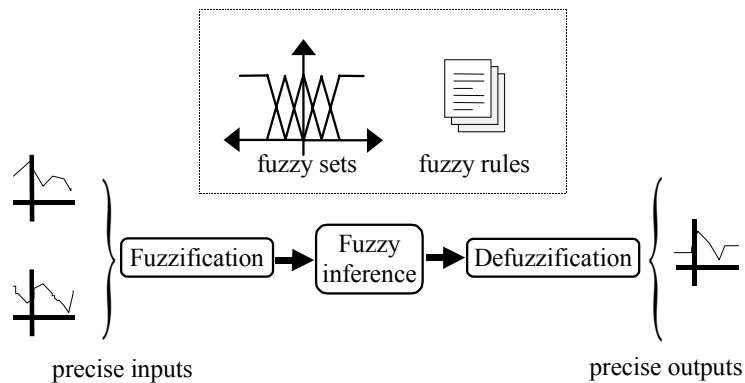 fuzzy sets
fuzzy rules
Fuzzification
Fuzzy
inference
Defuzzification
precise inputs
precise outputs